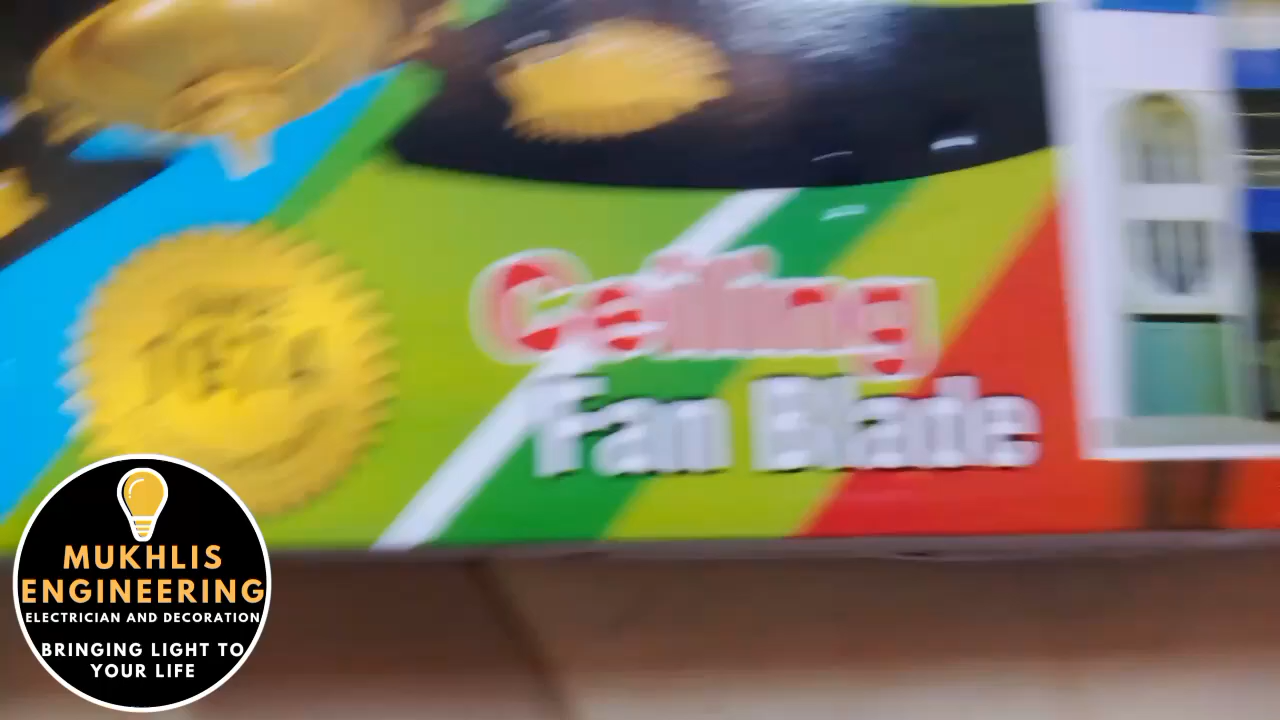 Ceiling
Fan Blade
MUKHLIS
ENGINEERING
ELECTRICIAN AND DECORATION
BRINGING LIGHT TO
YOUR LIFE